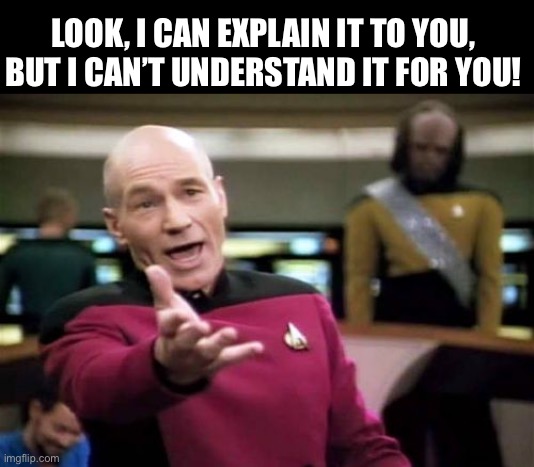 LOOK, I CAN EXPLAIN IT TO YOU,
BUT I CAN'T UNDERSTAND IT FOR YOU!
imgflip.com